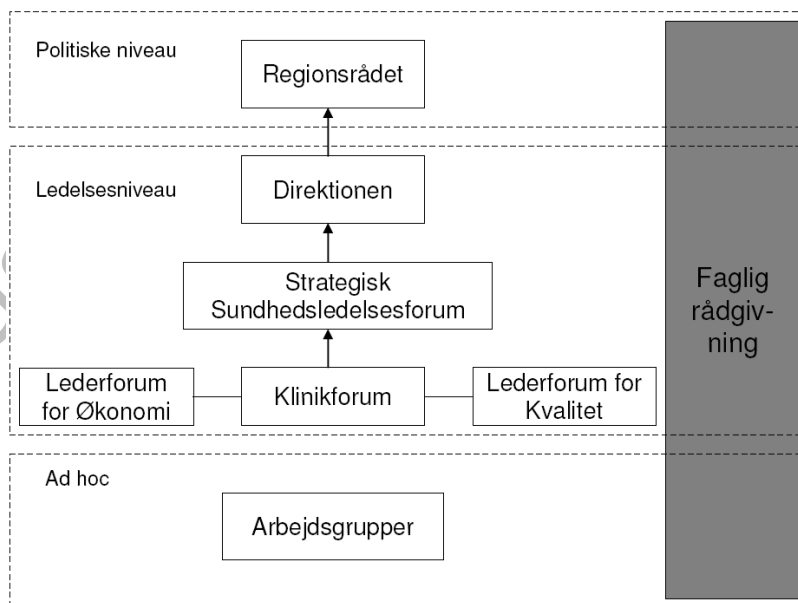 Politiske niveau
Regionsrådet
Ledelsesniveau
Direktionen
Strategisk
Sundhedsledelsesforum
Lederforum
for Økonomi
Klinikforum
Lederforum for
Kvalitet
Faglig
rådgiv-
ning
Ad hoc
Arbejdsgrupper